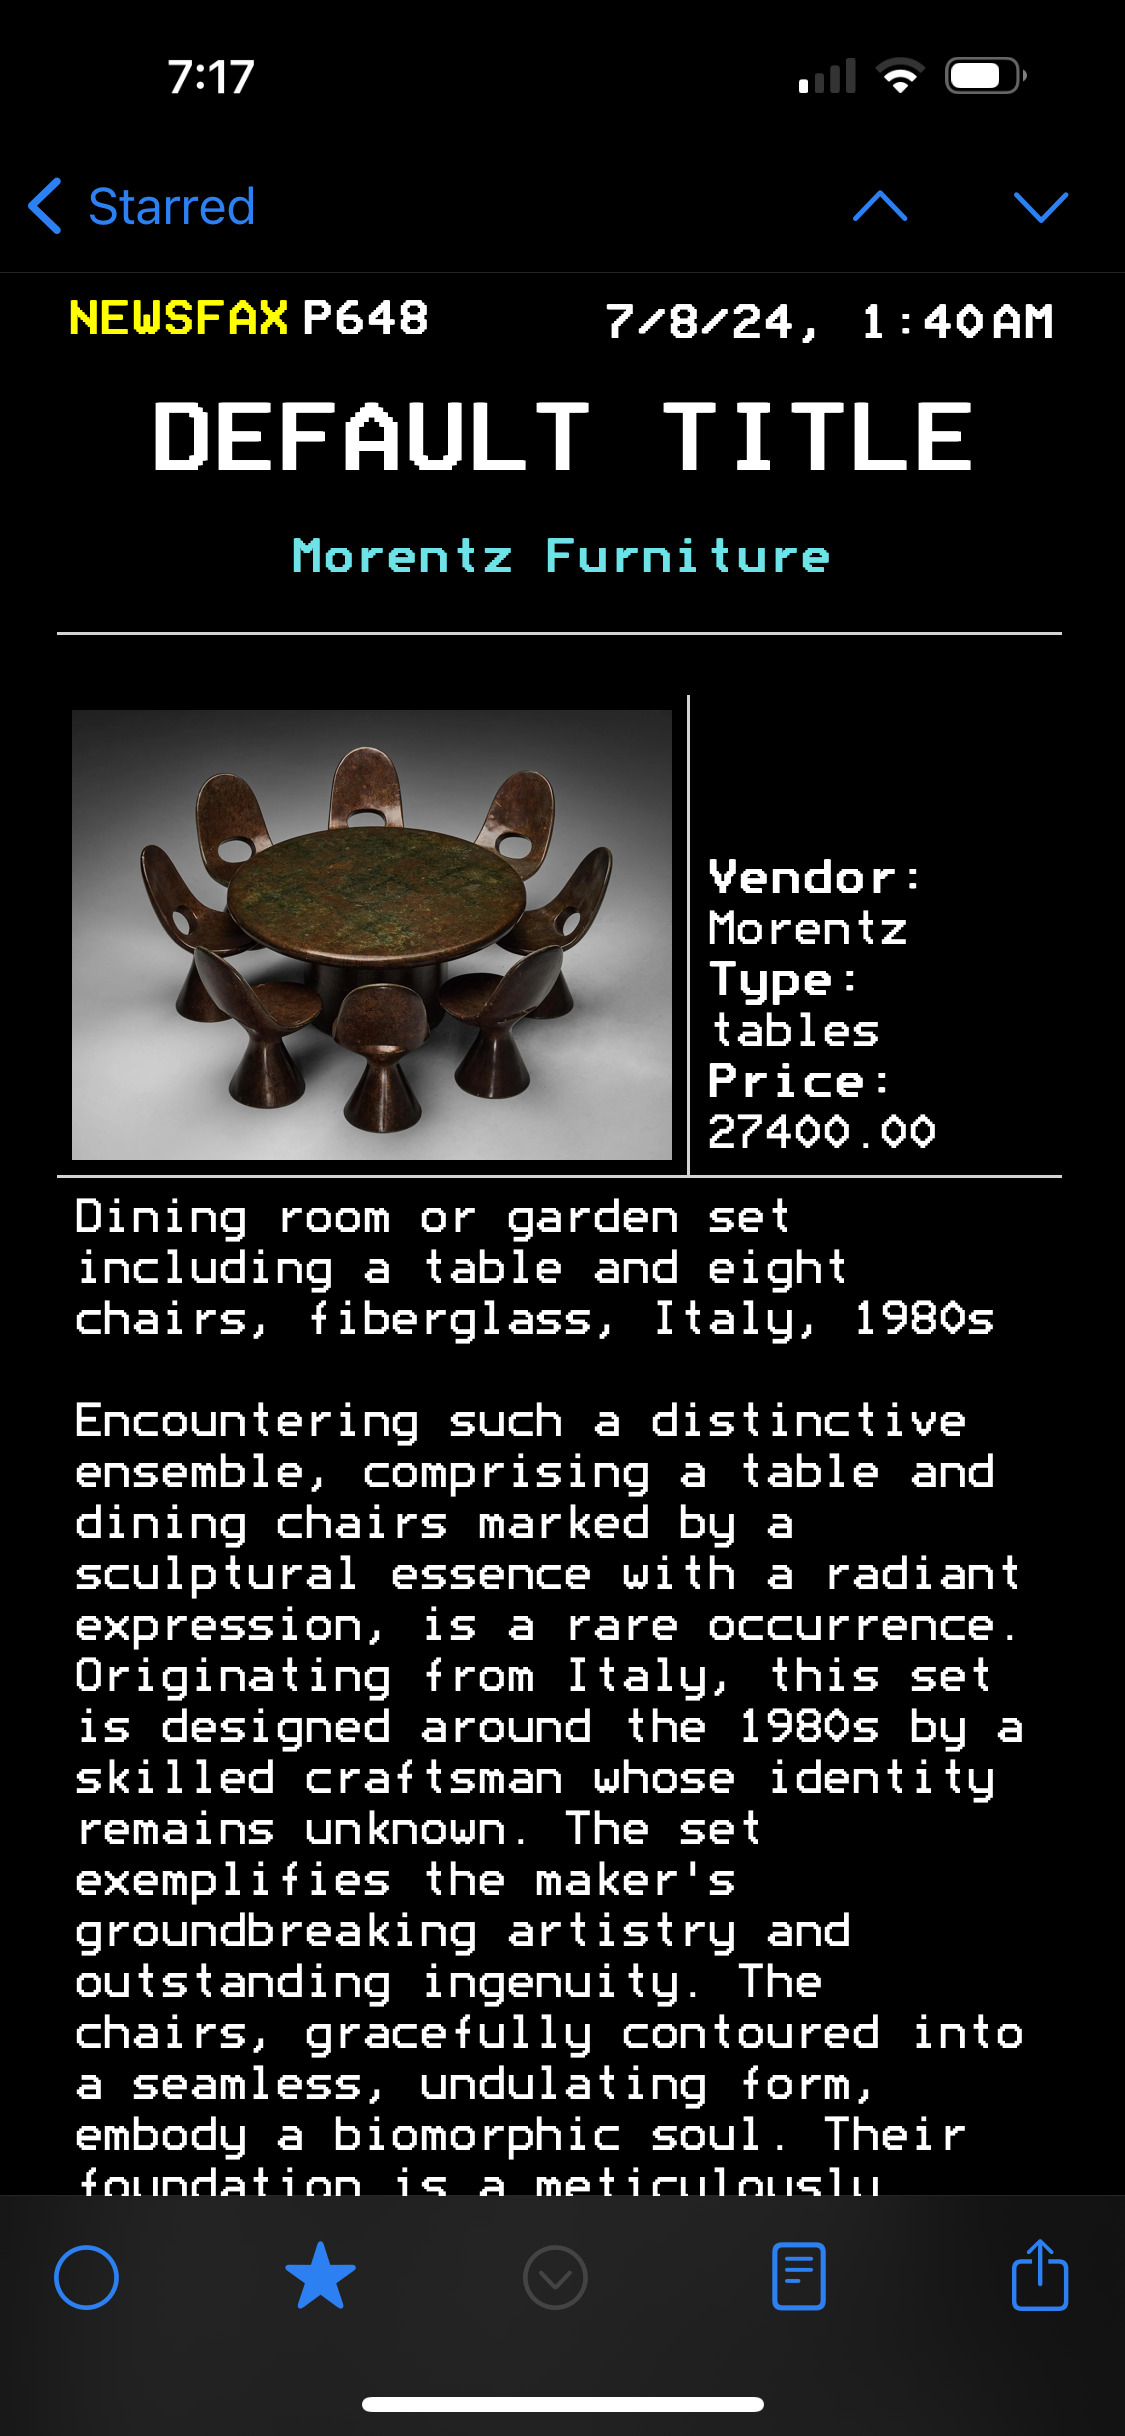 7:17
Starred
NEWSFAX P648 7/8/24, 1:40AM
DEFAULT TITLE
Morentz Furniture
Vendor:
Morentz
Type:
tables
Price:
27400.00
Dining room or garden set
including a table and eight
chairs, fiberglass, Italy, 1980s
Encountering such a distinctive
ensemble, comprising a table and
dining chairs marked by a
sculptural essence with a radiant
expression, is a rare occurrence.
Originating from Italy, this set
is designed around the 1980s by a
skilled craftsman whose identity
remains unknown. The set
exemplifies the maker's
groundbreaking artistry and
outstanding ingenuity. The
chairs, gracefully contoured into
a seamless, undulating form,
embody a biomorphic soul. Their
foundation is a meticulously